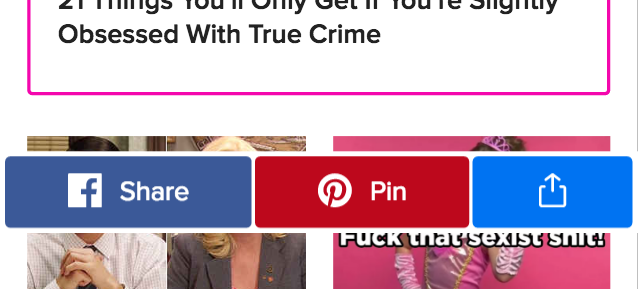 21 Things You'll Only Get If You're Slightly
Obsessed With True Crime
Share
Pin
Fuck that sexist shit!